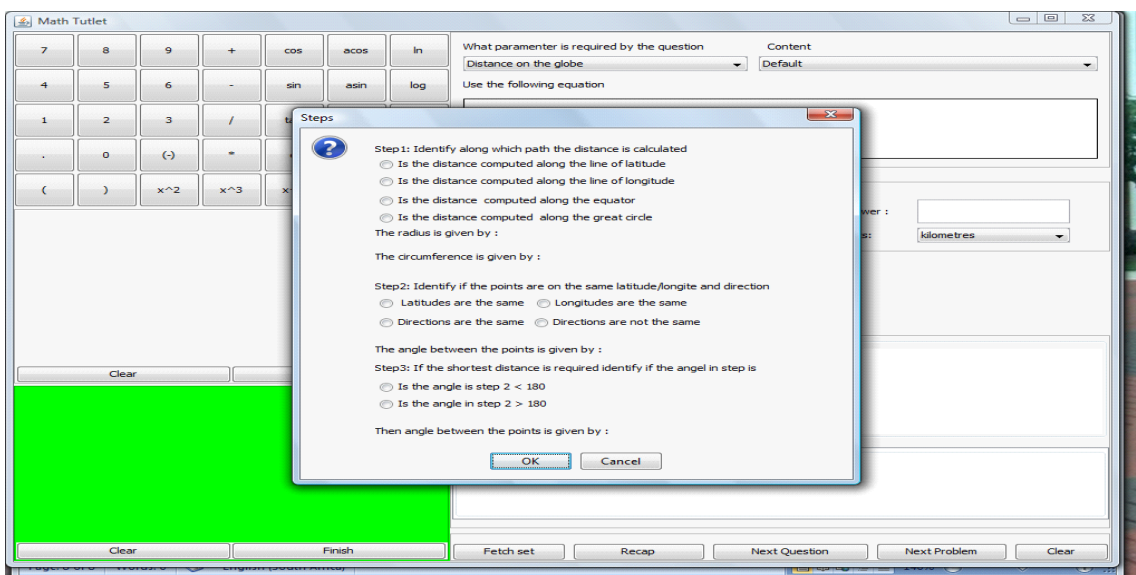 Math Tutlet
7 8 9 + cos acos ln
4 5 6 - sin asin log
1 2 3 /
. 0 (-) *
( ) x^2 x^3
What paramenter is required by the question Content
Distance on the globe Default
Use the following equation
Steps
Step1: Identify along which path the distance is calculated
Is the distance computed along the line of latitude
Is the distance computed along the line of longitude
Is the distance computed along the equator
Is the distance computed along the great circle
The radius is given by :
The circumference is given by :
Step2: Identify if the points are on the same latitude/longite and direction
Latitudes are the same Longitudes are the same
Directions are the same Directions are not the same
The angle between the points is given by :
Step3: If the shortest distance is required identify if the angel in step is
Is the angle is step 2 < 180
Is the angle in step 2 > 180
Then angle between the points is given by :
OK Cancel
wer :
s: kilometres
Clear
Clear Finish
Fetch set Recap Next Question Next Problem Clear